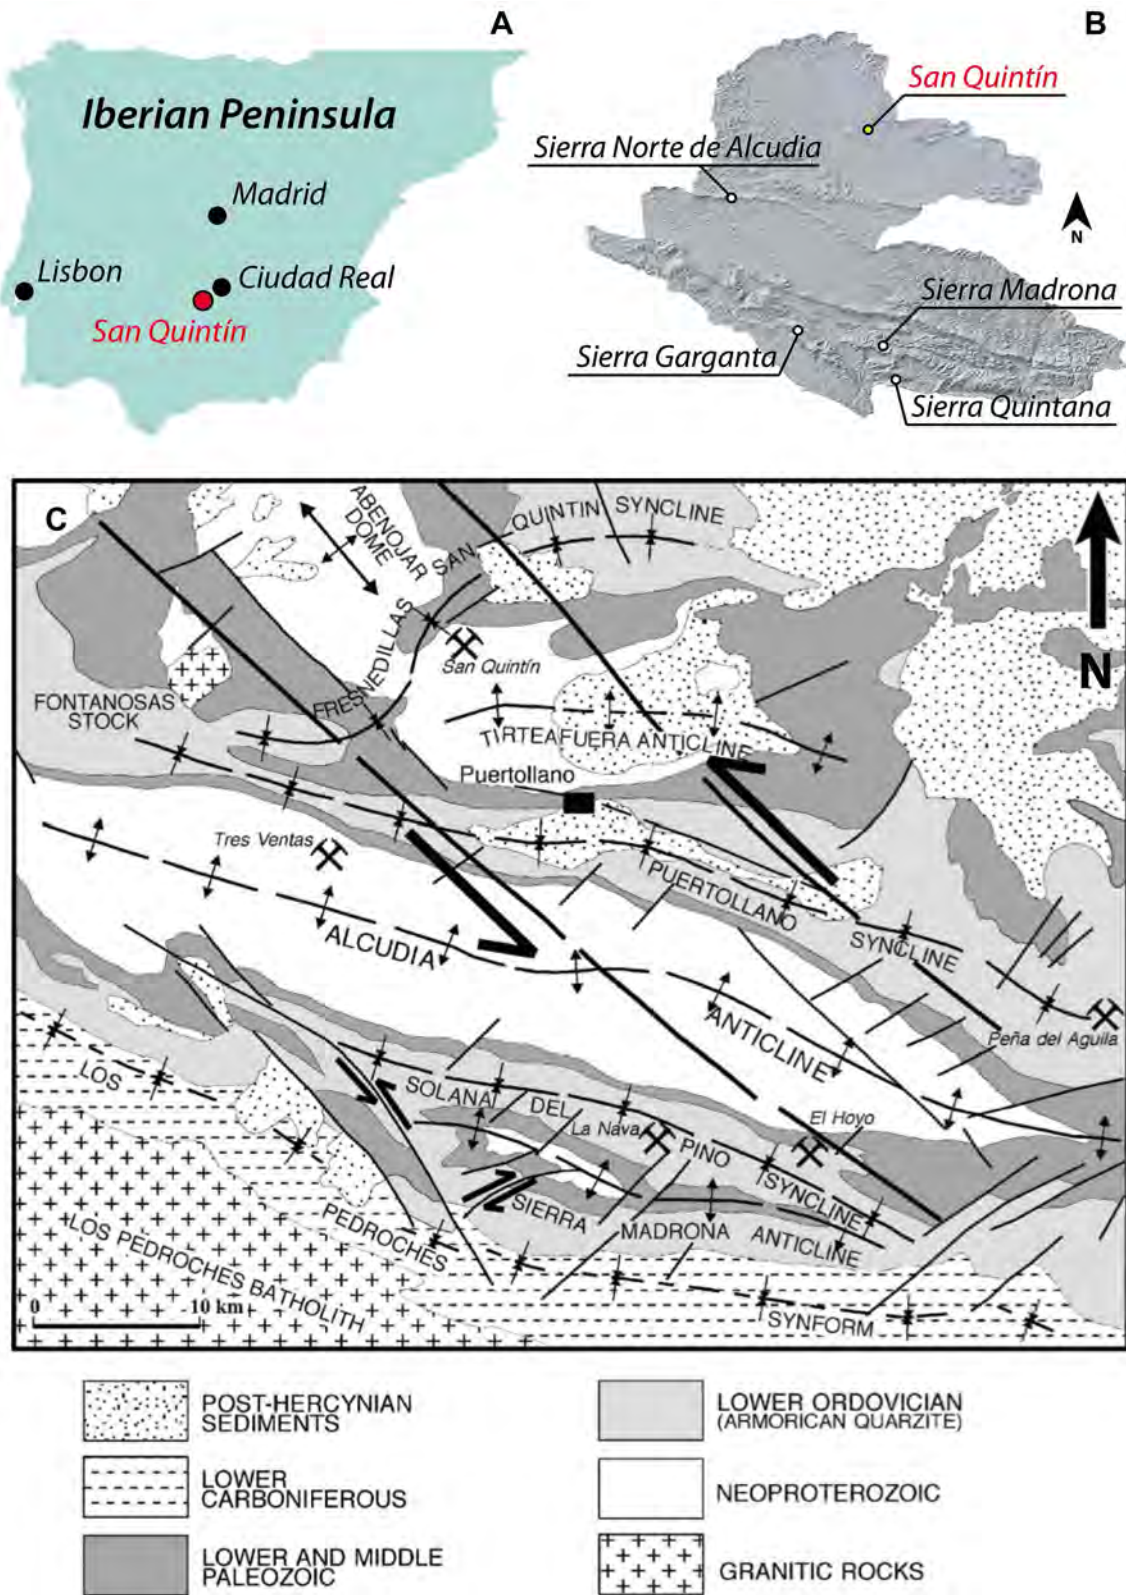 A
Iberian Peninsula
Madrid
Lisbon
Ciudad Real
San Quintín
B
San Quintín
Sierra Norte de Alcudia
N
Sierra Madrona
Sierra Garganta
Sierra Quintana
C
ABENOJAR
DOME
SAN QUINTIN SYNCLINE
N
FRESNEDILLAS
San Quintín
FONTANOSAS
STOCK
TIRTEAFUERA ANTICLINE
Puertollano
Tres Ventas
PUERTOLLANO SYNCLINE
ALCUDIA ANTICLINE
Peña del Aguila
LOS PEDROCHES SYNFORM
SOLANA DEL PINO SYNCLINE
La Nava
El Hoyo
SIERRA MADRONA ANTICLINE
LOS PEDROCHES BATHOLITH
0 10 km
POST-HERCYNIAN
SEDIMENTS
LOWER
CARBONIFEROUS
LOWER AND MIDDLE
PALEOZOIC
LOWER ORDOVICIAN
(ARMORICAN QUARZITE)
NEOPROTEROZOIC
GRANITIC ROCKS